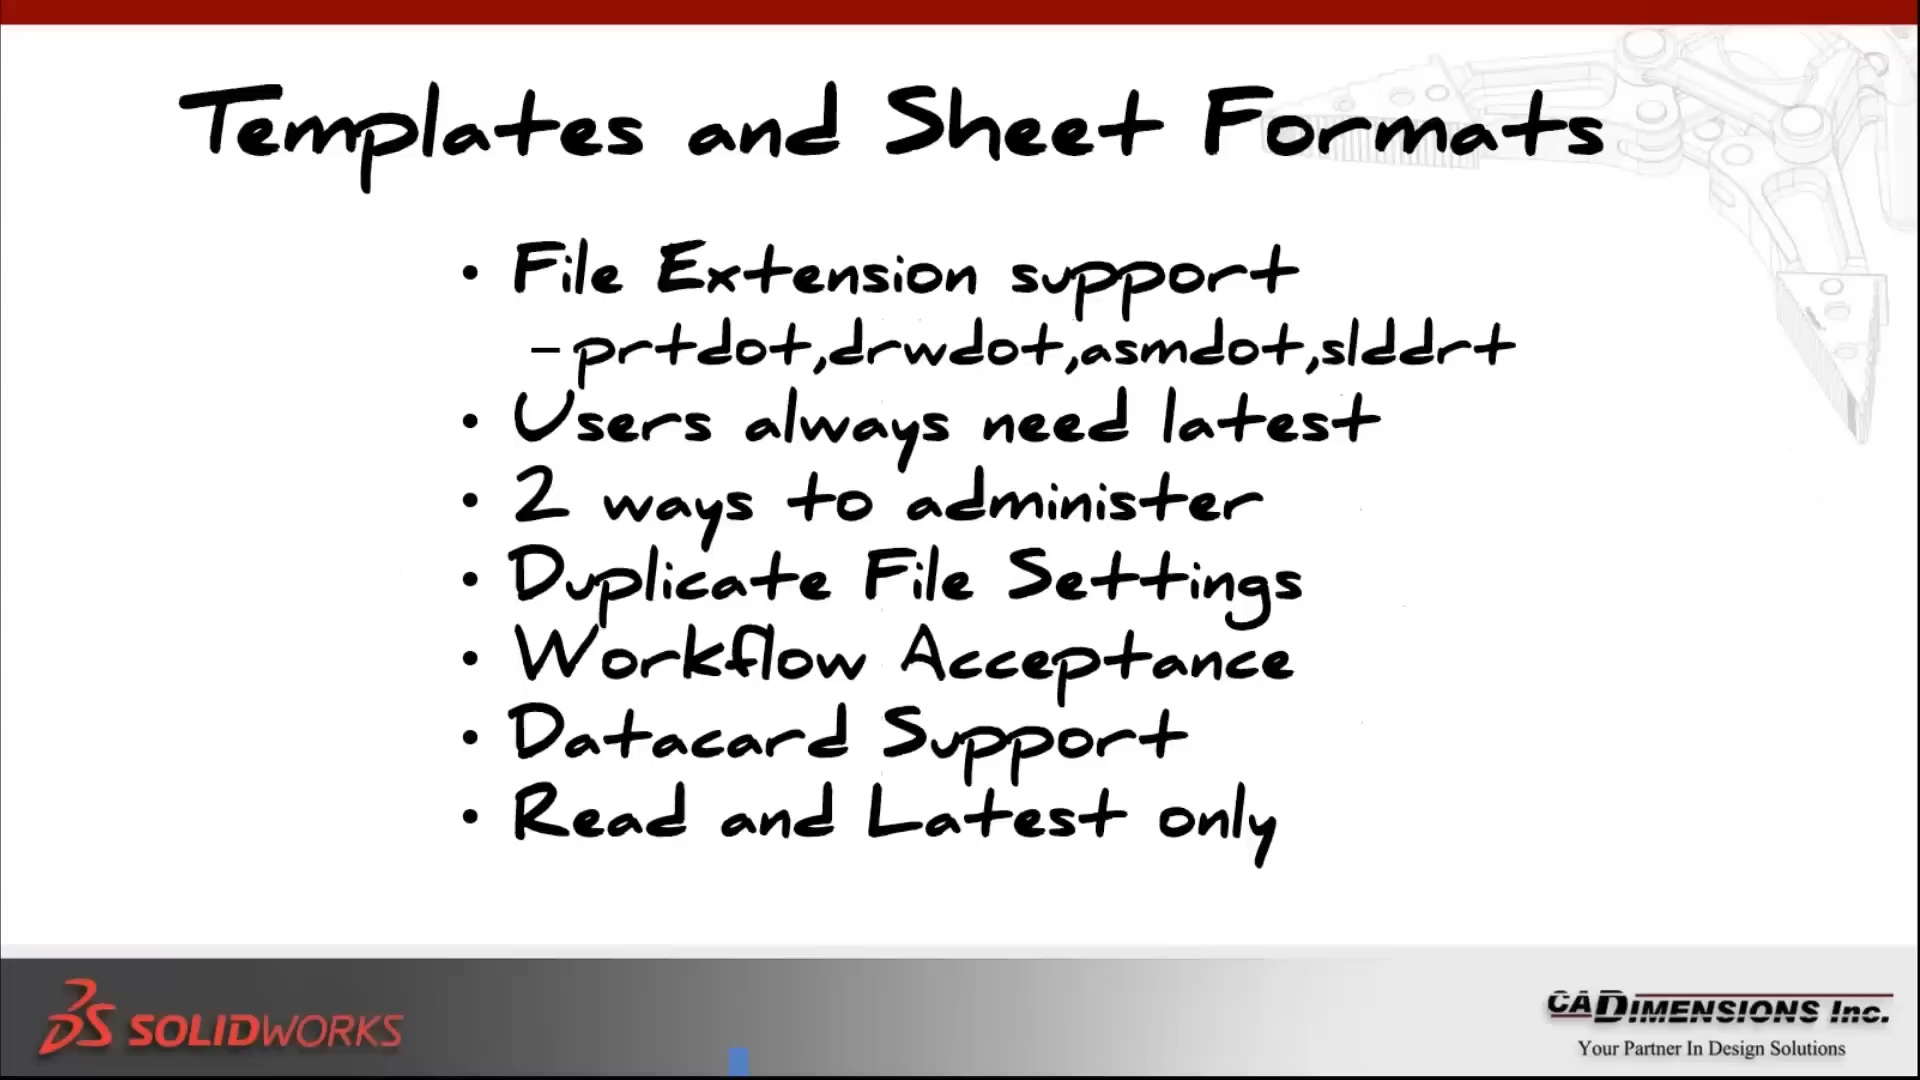 Templates and Sheet Formats
• File Extension support
–prtdot,drwdot,asmdot,slddrt
• Users always need latest
• 2 ways to administer
• Duplicate File Settings
• Workflow Acceptance
• Datacard Support
• Read and Latest only
3DS SOLIDWORKS
CADIMENSIONS Inc.
Your Partner In Design Solutions